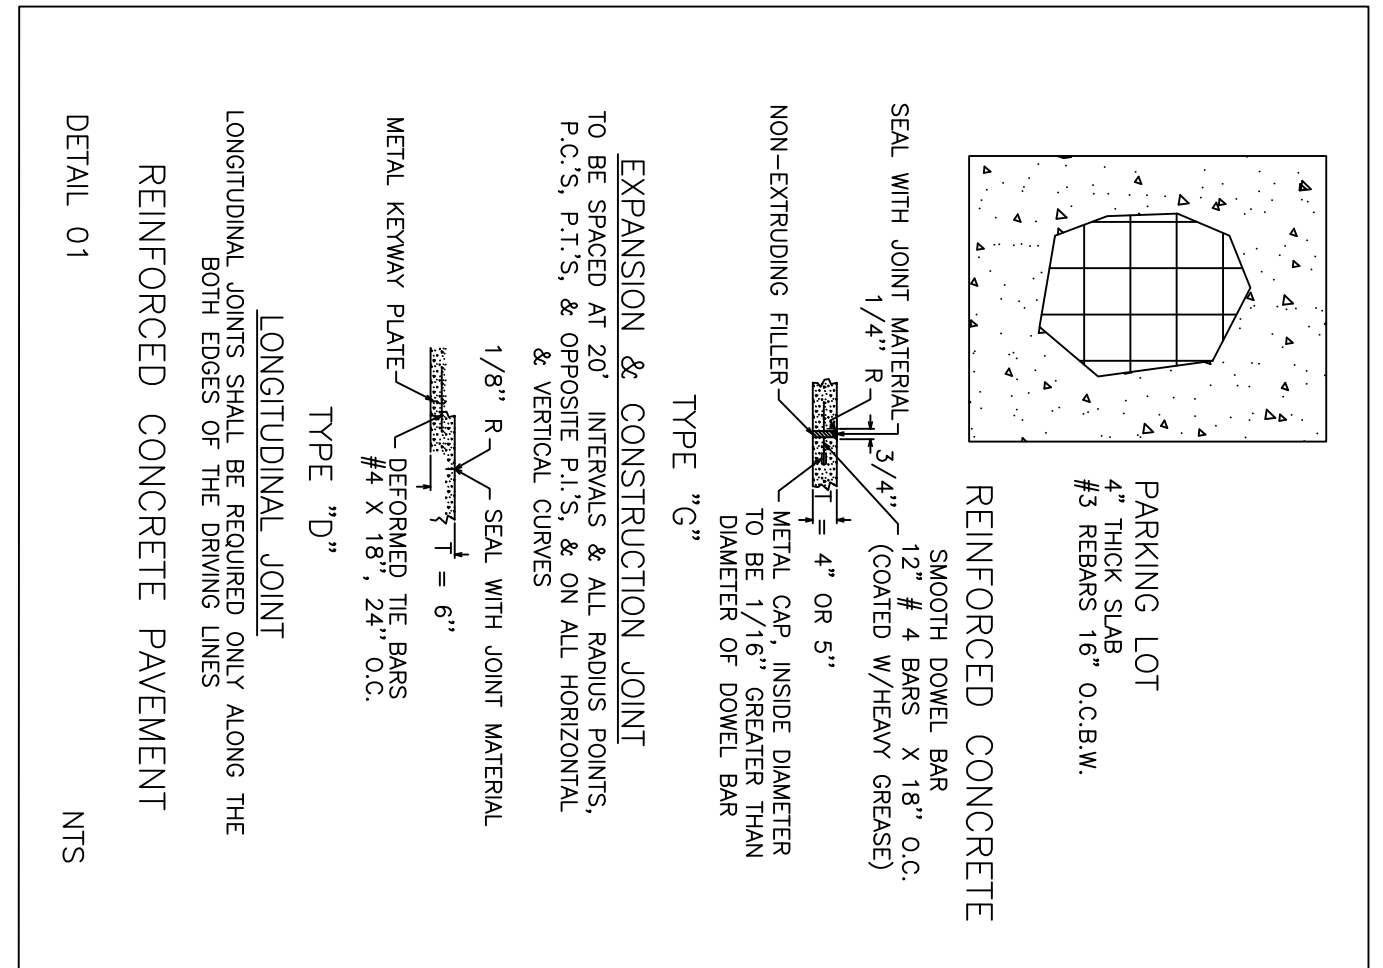 PARKING LOT
4" THICK SLAB
#3 REBARS 16" O.C.B.W.
REINFORCED CONCRETE
SMOOTH DOWEL BAR
12" # 4 BARS X 18" O.C.
(COATED W/HEAVY GREASE)
SEAL WITH JOINT MATERIAL
1/4" R
3/4"
NON-EXTRUDING FILLER
T = 4" OR 5"
METAL CAP, INSIDE DIAMETER
TO BE 1/16" GREATER THAN
DIAMETER OF DOWEL BAR
TYPE "G"
EXPANSION & CONSTRUCTION JOINT
TO BE SPACED AT 20' INTERVALS & ALL RADIUS POINTS,
P.C.'S, P.T.'S, & OPPOSITE P.I.'S, & ON ALL HORIZONTAL
& VERTICAL CURVES
1/8" R
SEAL WITH JOINT MATERIAL
T = 6"
METAL KEYWAY PLATE
DEFORMED TIE BARS
#4 X 18", 24" O.C.
TYPE "D"
LONGITUDINAL JOINT
LONGITUDINAL JOINTS SHALL BE REQUIRED ONLY ALONG THE
BOTH EDGES OF THE DRIVING LINES
REINFORCED CONCRETE PAVEMENT
DETAIL 01
NTS